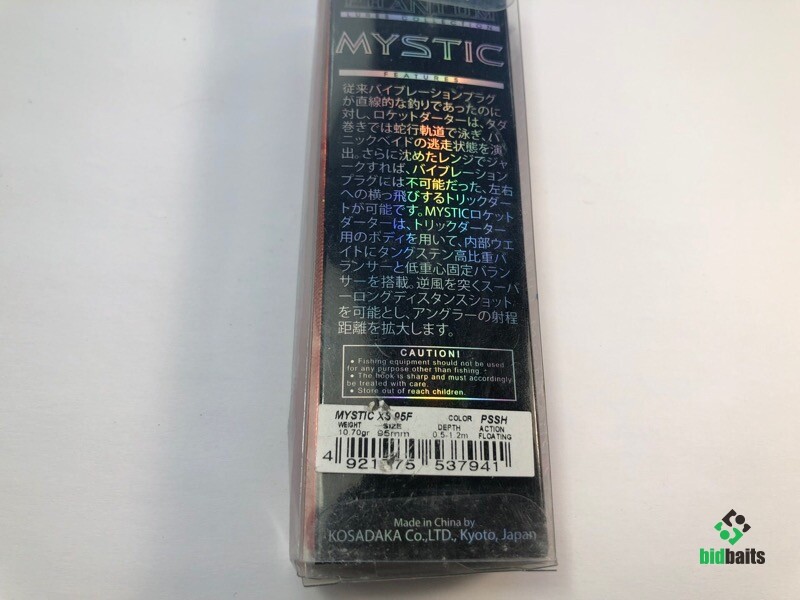 TITANIUM
LURES COLLECTION
MYSTIC
FEATURES
従来バイブレーションプラグ
が直線的な釣りであったのに
対し、ロケットダーターは、タダ
巻きでは蛇行軌道で泳ぎ、パ
ニックベイドの逃走状態を演
出。さらに沈めたレンジでジャ
ークすれば、バイブレーション
プラグには不可能だった、左右
への横っ飛びするトリックダー
トが可能です。MYSTICロケット
ダーターは、トリックダーター
用のボディを用いて、内部ウエ
イトにタングステン高比重バ
ランサーと低重心固定バラン
サーを搭載。逆風を突くスーパ
ーロングディスタンスショット
を可能とし、アングラーの射程
距離を拡大します。
CAUTION!
• Fishing equipment should not be used
for any purpose other than fishing
• The hook is sharp and must accordingly
be treated with care.
• Store out of reach children.
MYSTIC XS 95F COLOR PSSH
WEIGHT SIZE DEPTH ACTION
10.70gr 95mm 0.5-1.2m FLOATING
4 921 75 537941
Made in China by
KOSADAKA Co.,LTD., Kyoto, Japan
bidbaits